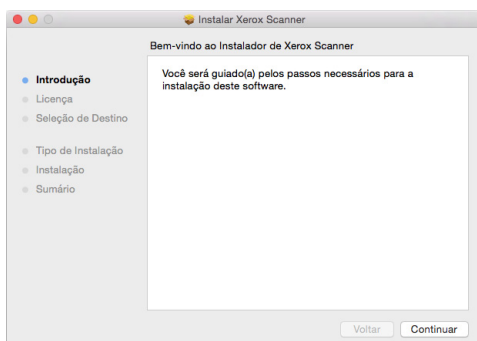 Instalar Xerox Scanner
Bem-vindo ao Instalador de Xerox Scanner
Introdução
Licença
Seleção de Destino
Tipo de Instalação
Instalação
Sumário
Você será guiado(a) pelos passos necessários para a
instalação deste software.
Voltar
Continuar